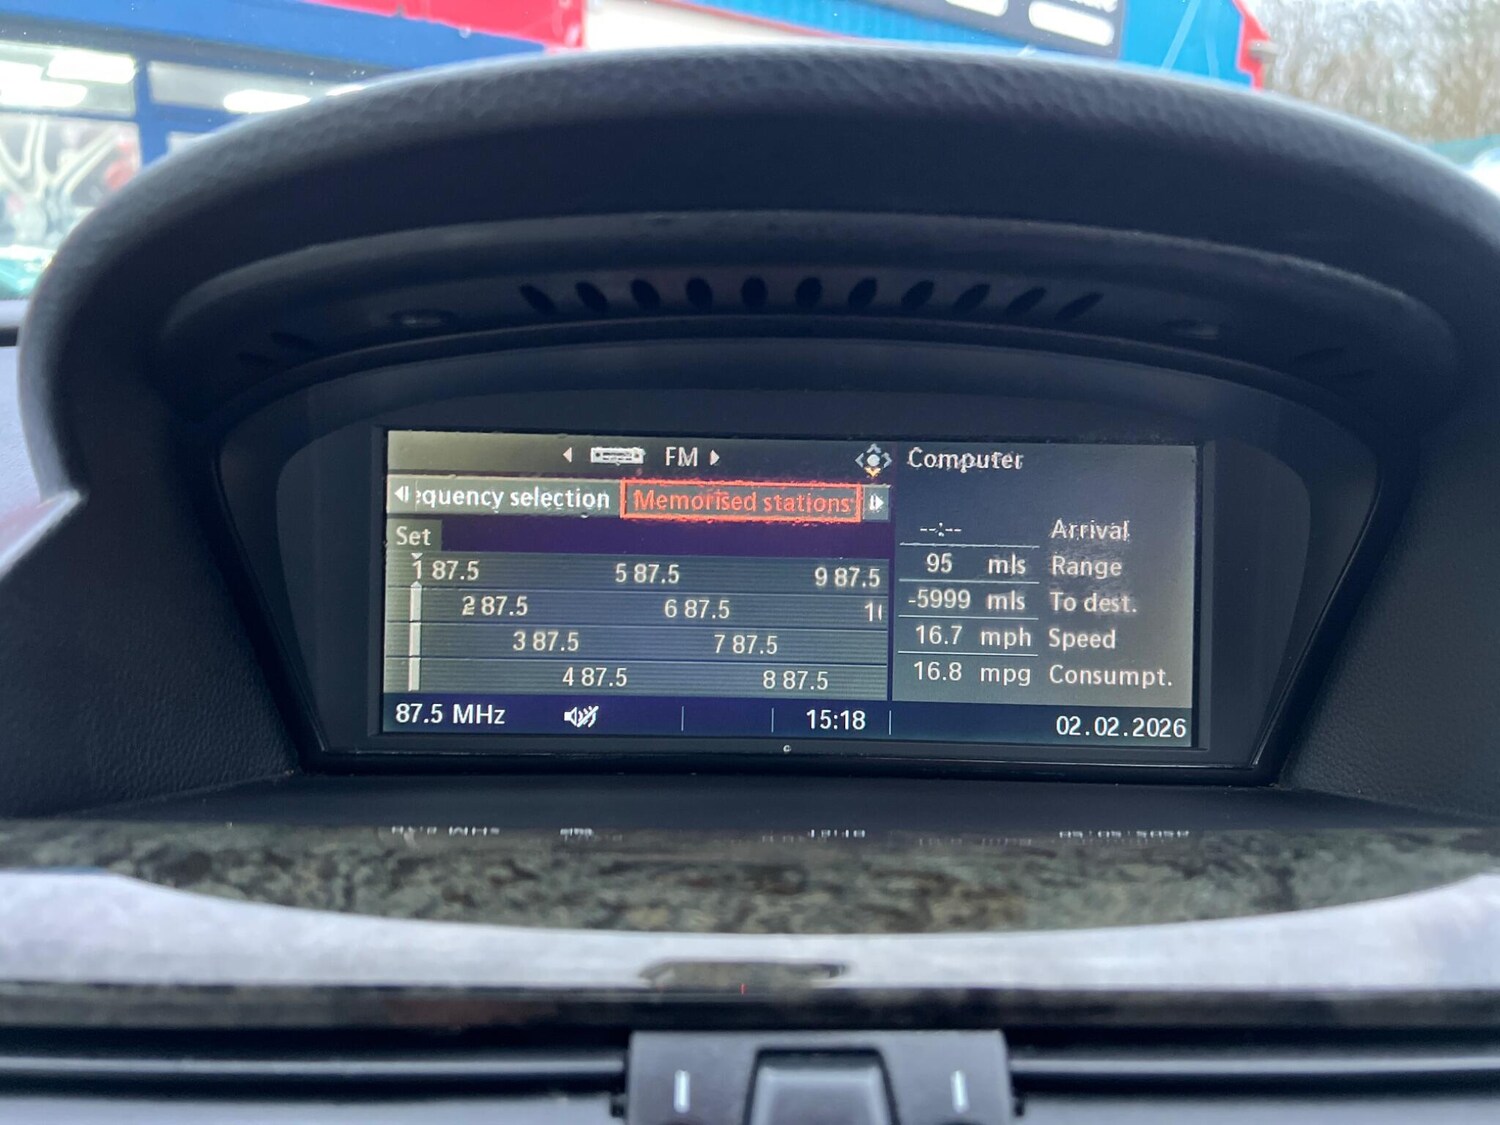 FM
Computer
equency selection
Memorised stations
Set
1 87.5 5 87.5 9 87.5
2 87.5 6 87.5 1
3 87.5 7 87.5
4 87.5 8 87.5
--:-- Arrival
95 mls Range
-5999 mls To dest.
16.7 mph Speed
16.8 mpg Consumpt.
87.5 MHz
15:18
02.02.2026